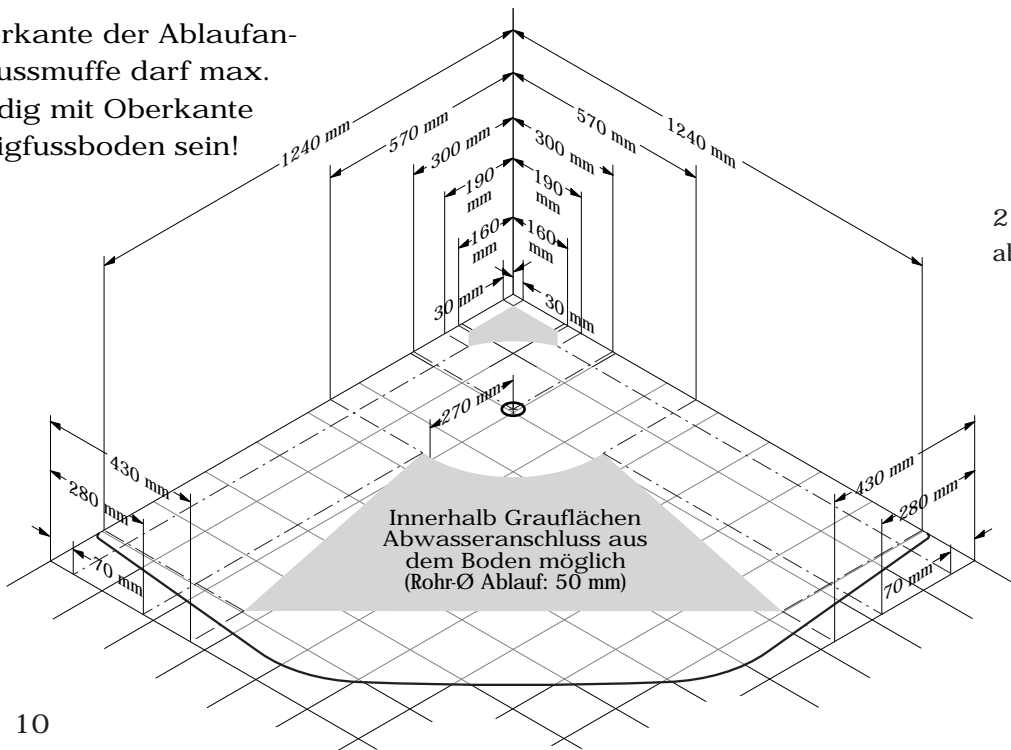 erkante der Ablaufan-
ussmuffe darf max.
dig mit Oberkante
igfussboden sein!
1240 mm
570 mm
300 mm
190
mm
160
mm
30 mm
1240 mm
570 mm
300 mm
190
mm
160
mm
30 mm
2
ab
270 mm
430 mm
280 mm
70 mm
430 mm
280 mm
70 mm
Innerhalb Grauflächen
Abwasseranschluss aus
dem Boden möglich
(Rohr-Ø Ablauf: 50 mm)
10